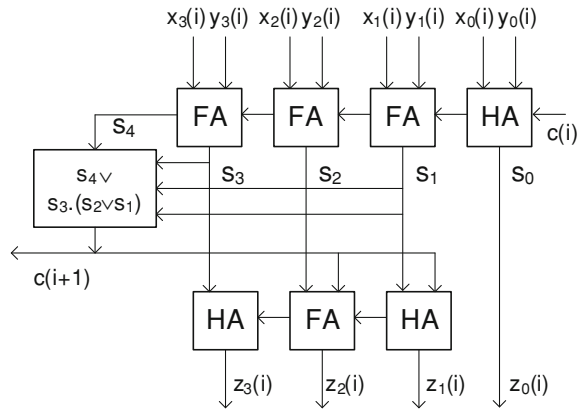 x₃(i) y₃(i) x₂(i) y₂(i) x₁(i) y₁(i) x₀(i) y₀(i)
FA FA FA HA
c(i)
s₄ s₃ s₂ s₁ s₀
s₄ ∨
s₃.(s₂∨s₁)
c(i+1)
HA FA HA
z₃(i) z₂(i) z₁(i) z₀(i)